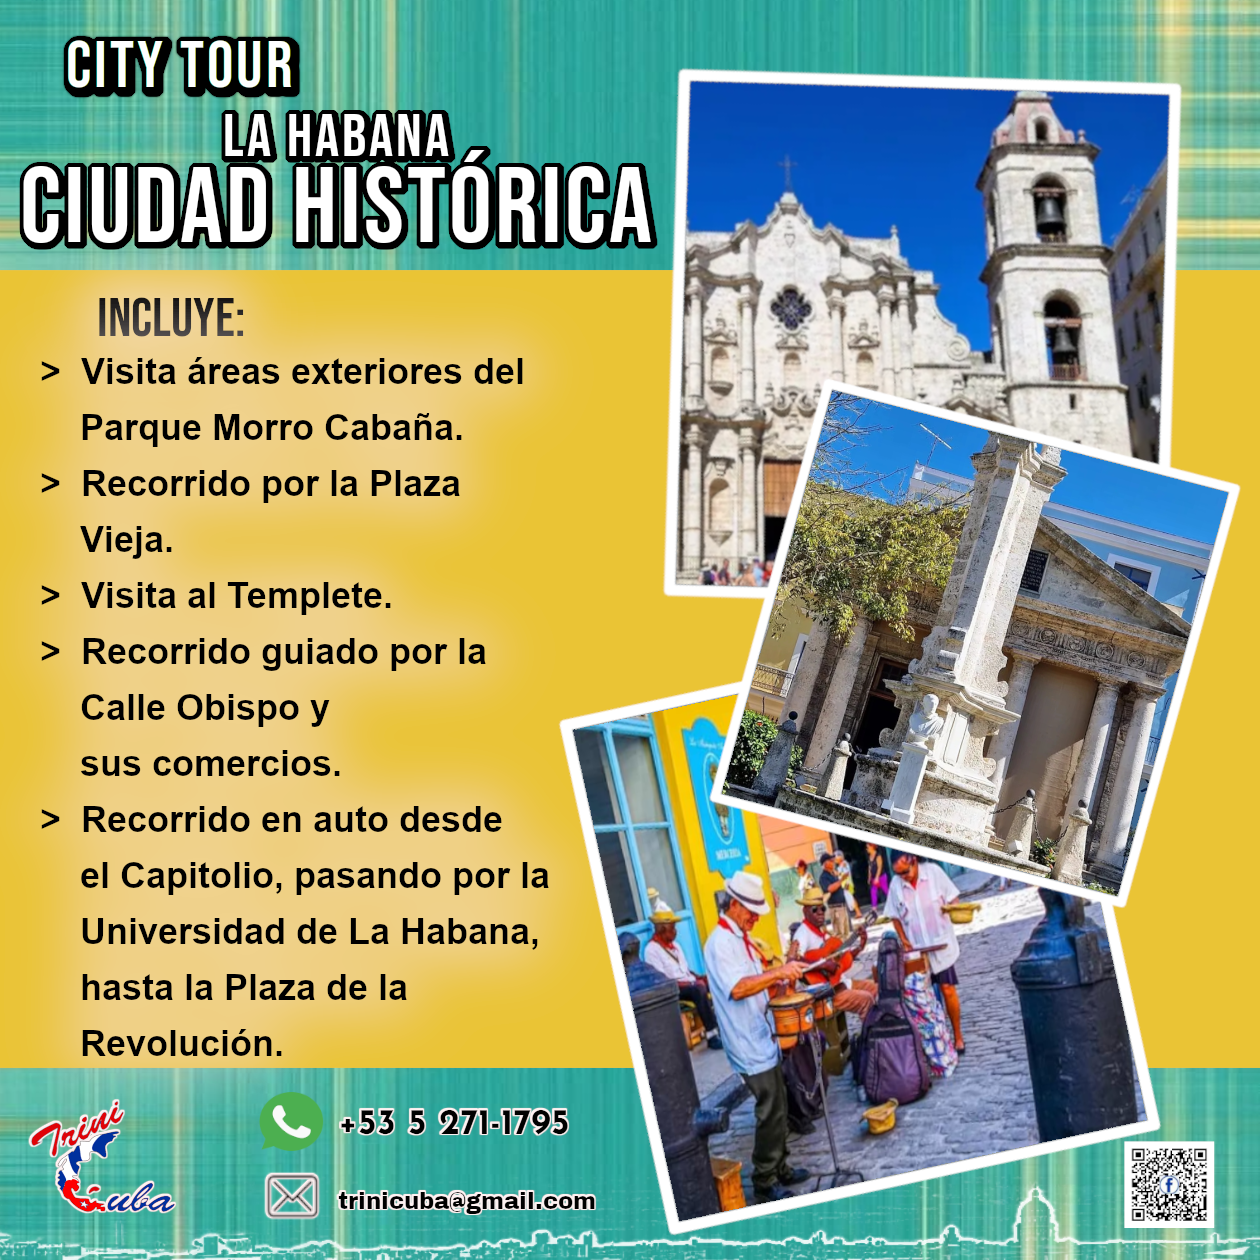 CITY TOUR
LA HABANA
CIUDAD HISTÓRICA
INCLUYE:
> Visita áreas exteriores del
Parque Morro Cabaña.
> Recorrido por la Plaza
Vieja.
> Visita al Templete.
> Recorrido guiado por la
Calle Obispo y
sus comercios.
> Recorrido en auto desde
el Capitolio, pasando por la
Universidad de La Habana,
hasta la Plaza de la
Revolución.
Trini
Cuba
+53 5 271-1795
trinicuba@gmail.com